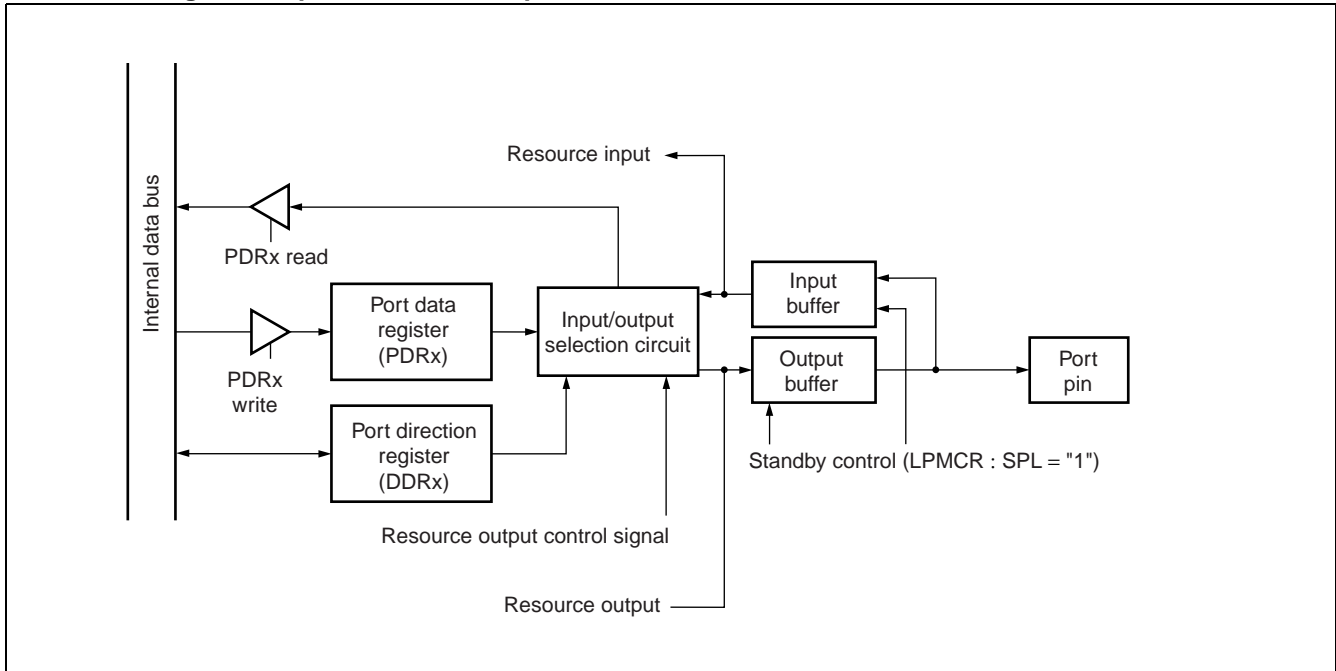 Resource input
Internal data bus
PDRx read
Port data
register
(PDRx)
Input/output
selection circuit
Input
buffer
Output
buffer
Port
pin
PDRx
write
Port direction
register
(DDRx)
Standby control (LPMCR : SPL = "1")
Resource output control signal
Resource output